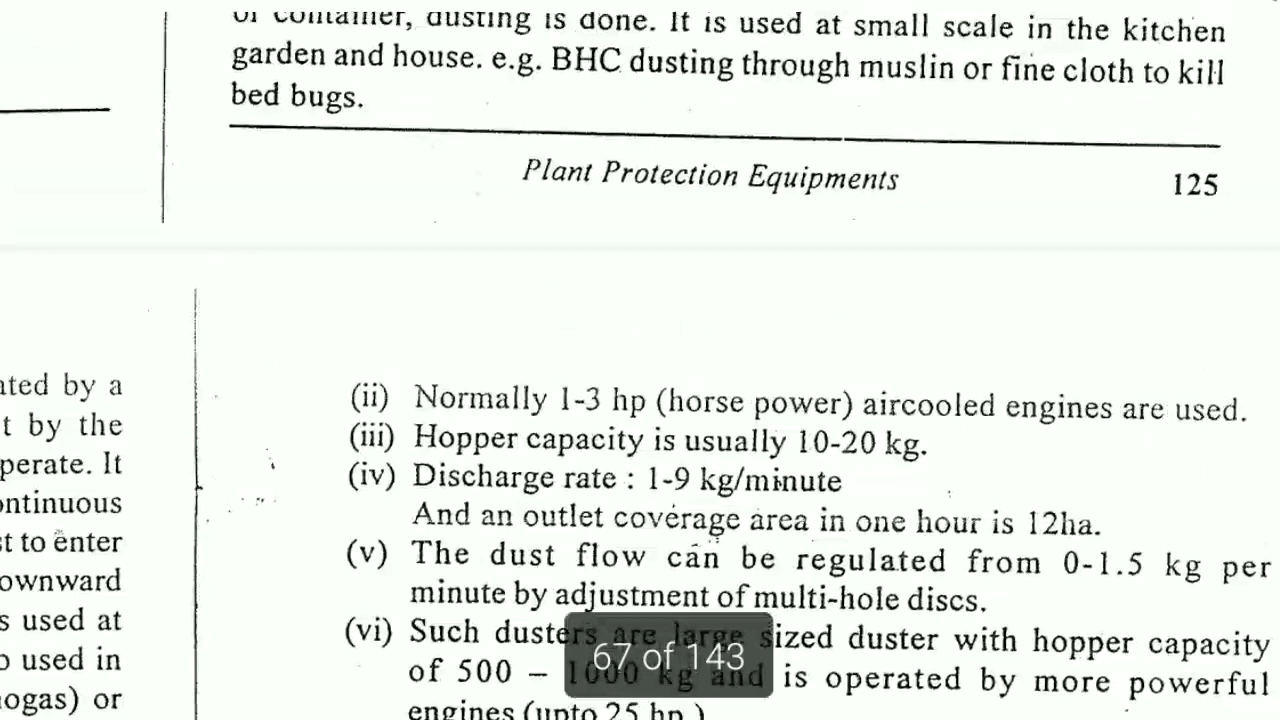 or container, dusting is done. It is used at small scale in the kitchen
garden and house. e.g. BHC dusting through muslin or fine cloth to kill
bed bugs.
Plant Protection Equipments 125
ated by a
t by the
perate. It
ontinuous
st to enter
ownward
s used at
o used in
nogas) or
(ii) Normally 1-3 hp (horse power) aircooled engines are used.
(iii) Hopper capacity is usually 10-20 kg.
(iv) Discharge rate : 1-9 kg/minute
And an outlet coverage area in one hour is 12ha.
(v) The dust flow can be regulated from 0-1.5 kg per
minute by adjustment of multi-hole discs.
(vi) Such dusters are large sized duster with hopper capacity
of 500 – 1000 kg and is operated by more powerful
engines (upto 25 hp.)
67 of 143